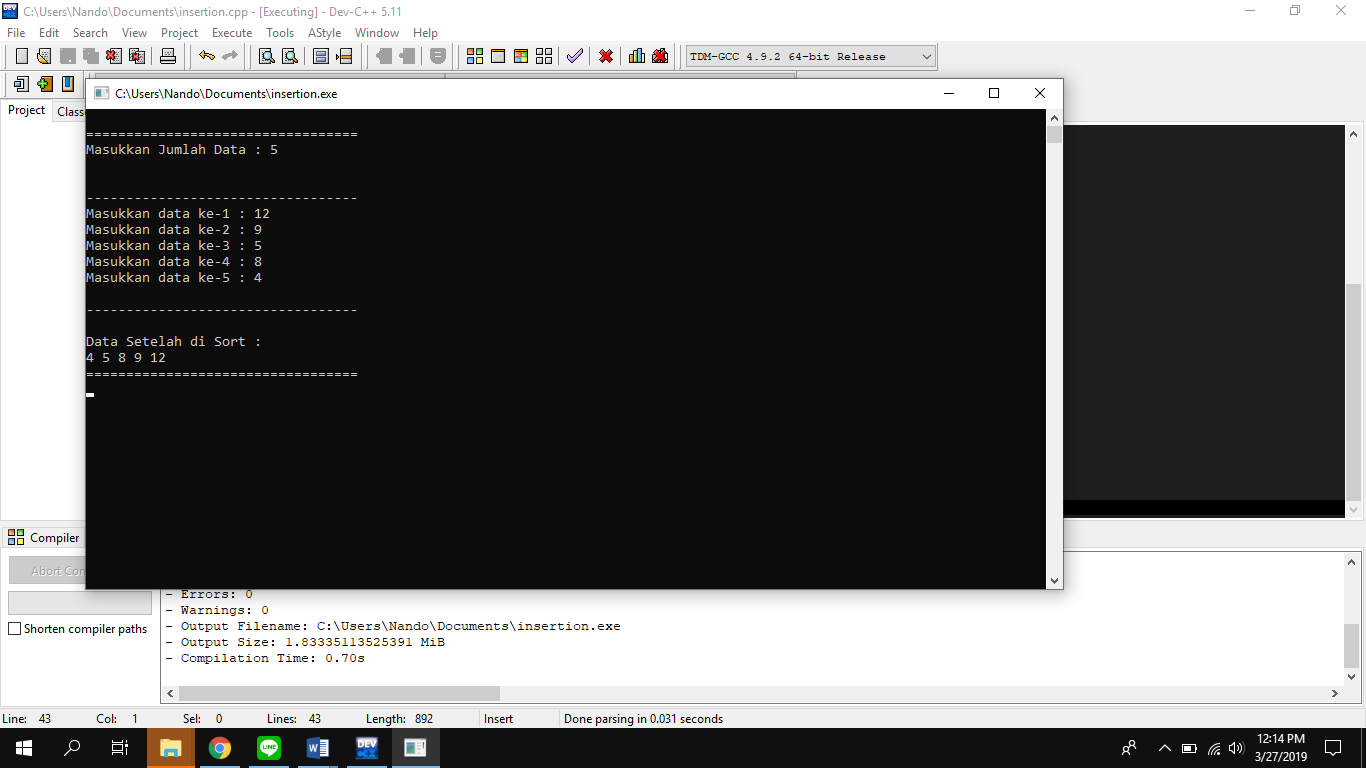 C:\Users\Nando\Documents\insertion.cpp - [Executing] - Dev-C++ 5.11
File Edit Search View Project Execute Tools AStyle Window Help
TDM-GCC 4.9.2 64-bit Release
C:\Users\Nando\Documents\insertion.exe
Project
==================================
Masukkan Jumlah Data : 5
----------------------------------
Masukkan data ke-1 : 12
Masukkan data ke-2 : 9
Masukkan data ke-3 : 5
Masukkan data ke-4 : 8
Masukkan data ke-5 : 4
----------------------------------
Data Setelah di Sort :
4 5 8 9 12
==================================
Compiler
Abort
- Errors: 0
- Warnings: 0
- Output Filename: C:\Users\Nando\Documents\insertion.exe
- Output Size: 1.83335113525391 MiB
- Compilation Time: 0.70s
Shorten compiler paths
Line: 43 Col: 1 Sel: 0 Lines: 43 Length: 892 Insert Done parsing in 0.031 seconds
LINE
DEV
12:14 PM
3/27/2019